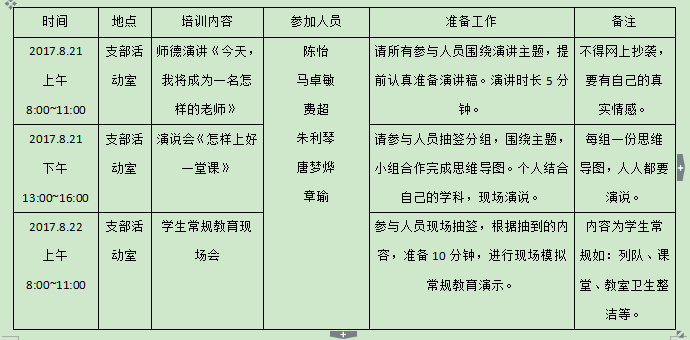 时间 地点 培训内容 参加人员 准备工作 备注
2017.8.21
上午
8:00~11:00
支部活
动室
师德演讲《今天，
我将成为一名怎
样的老师》
陈怡
马卓敏
费超
朱利琴
唐梦烨
章瑜
请所有参与人员围绕演讲主题，提
前认真准备演讲稿。演讲时长 5 分
钟。
不得网上抄袭，
要有自己的真
实情感。
2017.8.21
下午
13:00~16:00
支部活
动室
演说会《怎样上好
一堂课》
请参与人员抽签分组，围绕主题，
小组合作完成思维导图。个人结合
自己的学科，现场演说。
每组一份思维
导图，人人都要
演说。
2017.8.22
上午
8:00~11:00
支部活
动室
学生常规教育现
场会
参与人员现场抽签，根据抽到的内
容，准备 10 分钟，进行现场模拟
常规教育演示。
内容为学生常
规如：列队、课
堂、教室卫生整
洁等。